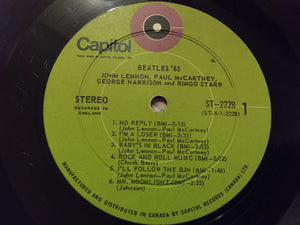 Capitol
BEATLES '65
JOHN LENNON, PAUL McCARTNEY,
GEORGE HARRISON and RINGO STARR
STEREO
ST-2228
1
RECORDED IN
ENGLAND
(ST-X-1-2228)
1. NO REPLY (BMI-2:15)
(John Lennon-Paul McCartney)
2. I'M A LOSER (BMI-2:31)
(John Lennon-Paul McCartney)
3. BABY'S IN BLACK (BMI-2:02)
(John Lennon-Paul McCartney)
4. ROCK AND ROLL MUSIC (BMI-2:02)
(Chuck Berry)
5. I'LL FOLLOW THE SUN (BMI-1:46)
(John Lennon-Paul McCartney)
6. MR. MOONLIGHT (BMI-2:35)
(Johnson)
MANUFACTURED AND DISTRIBUTED IN CANADA BY CAPITOL RECORDS (CANADA) LTD.